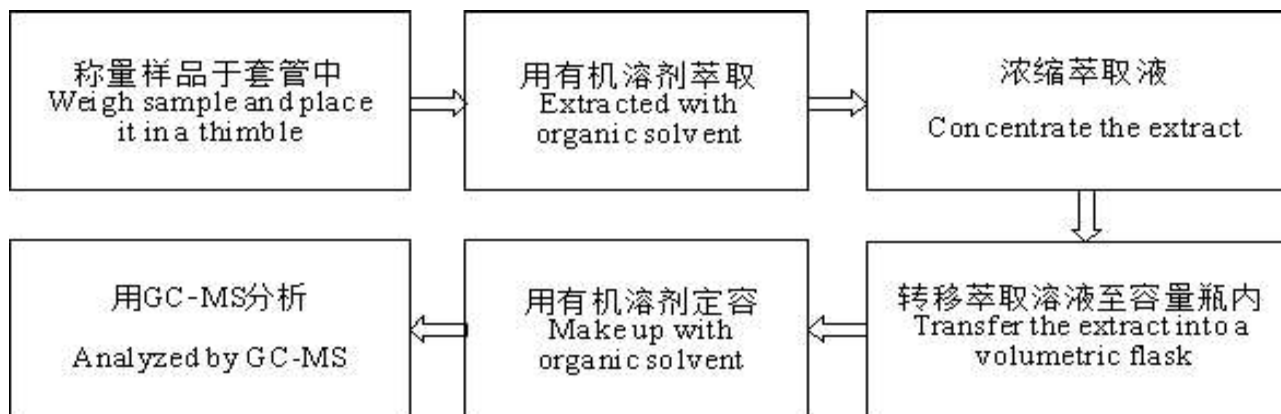 称量样品于套管中
Weigh sample and place
it in a thimble
用有机溶剂萃取
Extracted with
organic solvent
浓缩萃取液
Concentrate the extract
转移萃取溶液至容量瓶内
Transfer the extract into a
volumetric flask
用有机溶剂定容
Make up with
organic solvent
用GC-MS分析
Analyzed by GC-MS